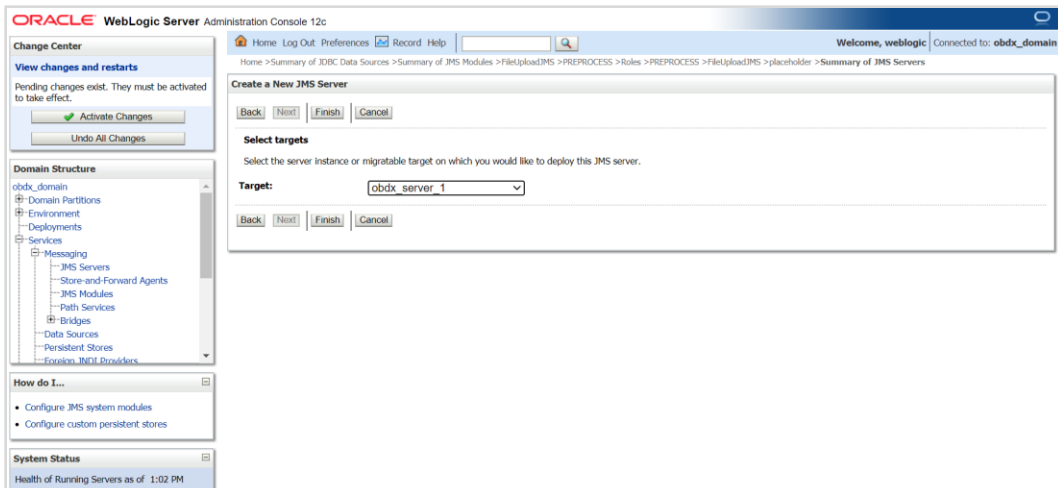 ORACLE WebLogic Server Administration Console 12c
Change Center
View changes and restarts
Pending changes exist. They must be activated
to take effect.
Activate Changes
Undo All Changes
Domain Structure
obdx_domain
Domain Partitions
Environment
Deployments
Services
Messaging
JMS Servers
Store-and-Forward Agents
JMS Modules
Path Services
Bridges
Data Sources
Persistent Stores
Foreign JNDI Providers
How do I...
Configure JMS system modules
Configure custom persistent stores
System Status
Health of Running Servers as of 1:02 PM
Home Log Out Preferences Record Help
Welcome, weblogic Connected to: obdx_domain
Home >Summary of JDBC Data Sources >Summary of JMS Modules >FileUploadJMS >PREPROCESS >Roles >PREPROCESS >FileUploadJMS >placeholder >Summary of JMS Servers
Create a New JMS Server
Back Next Finish Cancel
Select targets
Select the server instance or migratable target on which you would like to deploy this JMS server.
Target: obdx_server_1
Back Next Finish Cancel